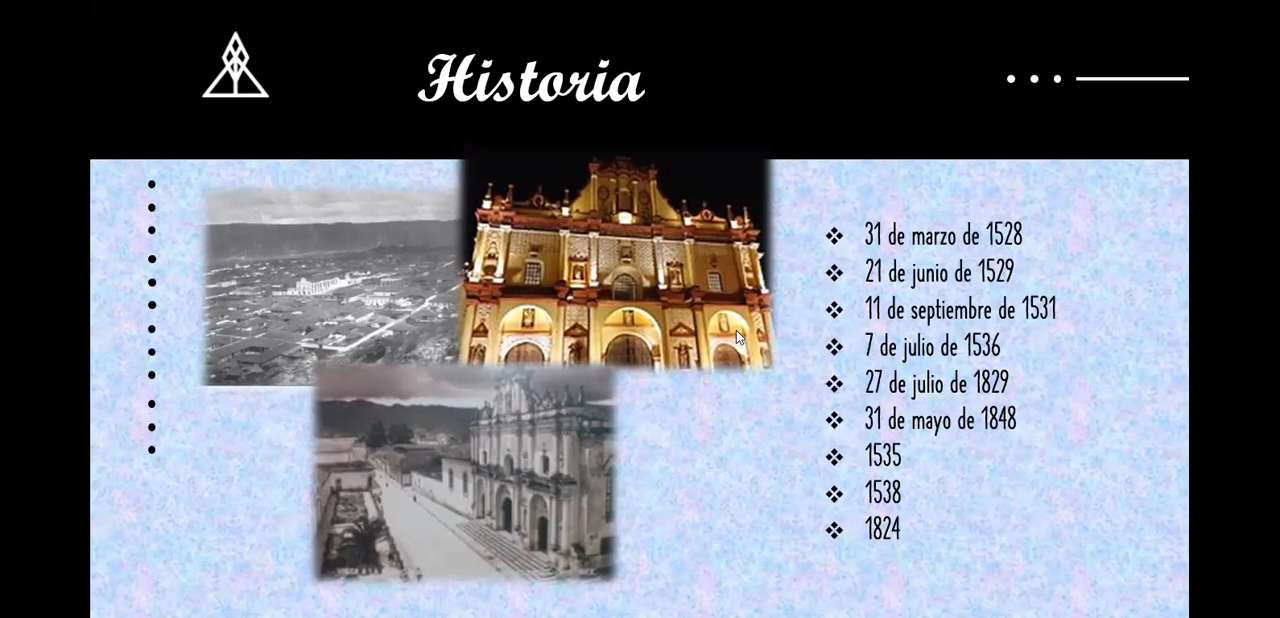 Historia
31 de marzo de 1528
21 de junio de 1529
11 de septiembre de 1531
7 de julio de 1536
27 de julio de 1829
31 de mayo de 1848
1535
1538
1824